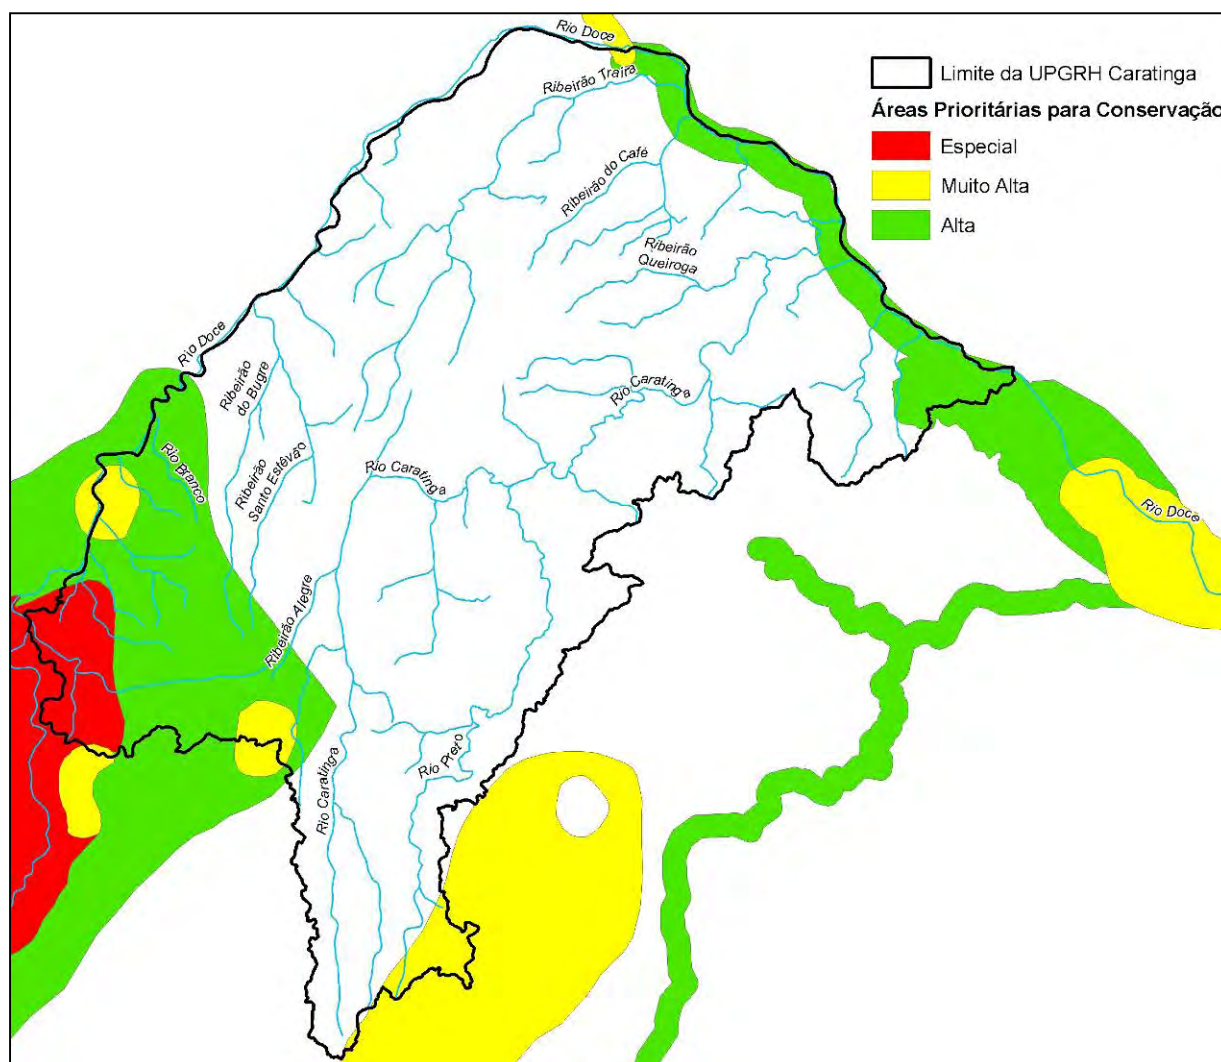 Rio Doce
Limite da UPGRH Caratinga
Áreas Prioritárias para Conservação
Especial
Muito Alta
Alta
Ribeirão Traíra
Ribeirão do Café
Ribeirão
Queiroga
Rio Doce
Ribeirão
do Bugre
Rio Caratinga
Rio Branco
Ribeirão
Santo Estêvão
Rio Caratinga
Rio Doce
Ribeirão Alegre
Rio Caratinga
Rio Preto